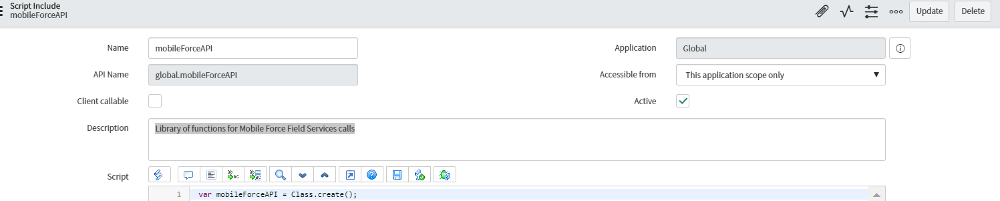 Script Include
mobileForceAPI
Update
Delete
Name
mobileForceAPI
Application
Global
API Name
global.mobileForceAPI
Accessible from
This application scope only
Client callable
Active
Description
Library of functions for Mobile Force Field Services calls
Script
1 var mobileForceAPI = Class.create();